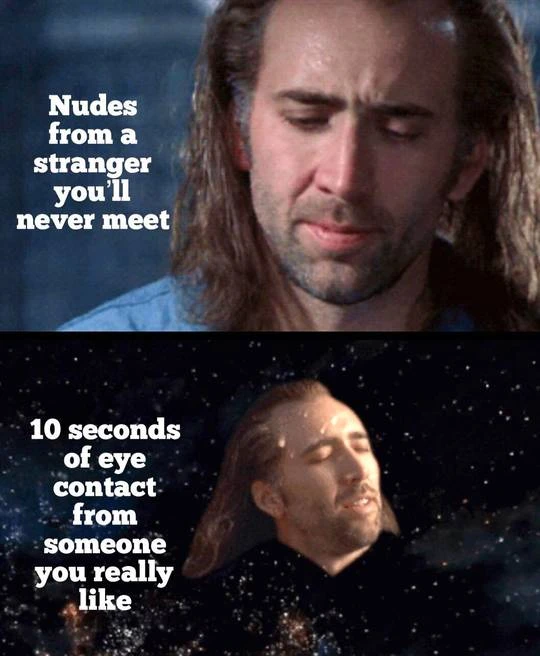 Nudes
from a
stranger
you'll
never meet
10 seconds
of eye
contact
from
someone
you really
like